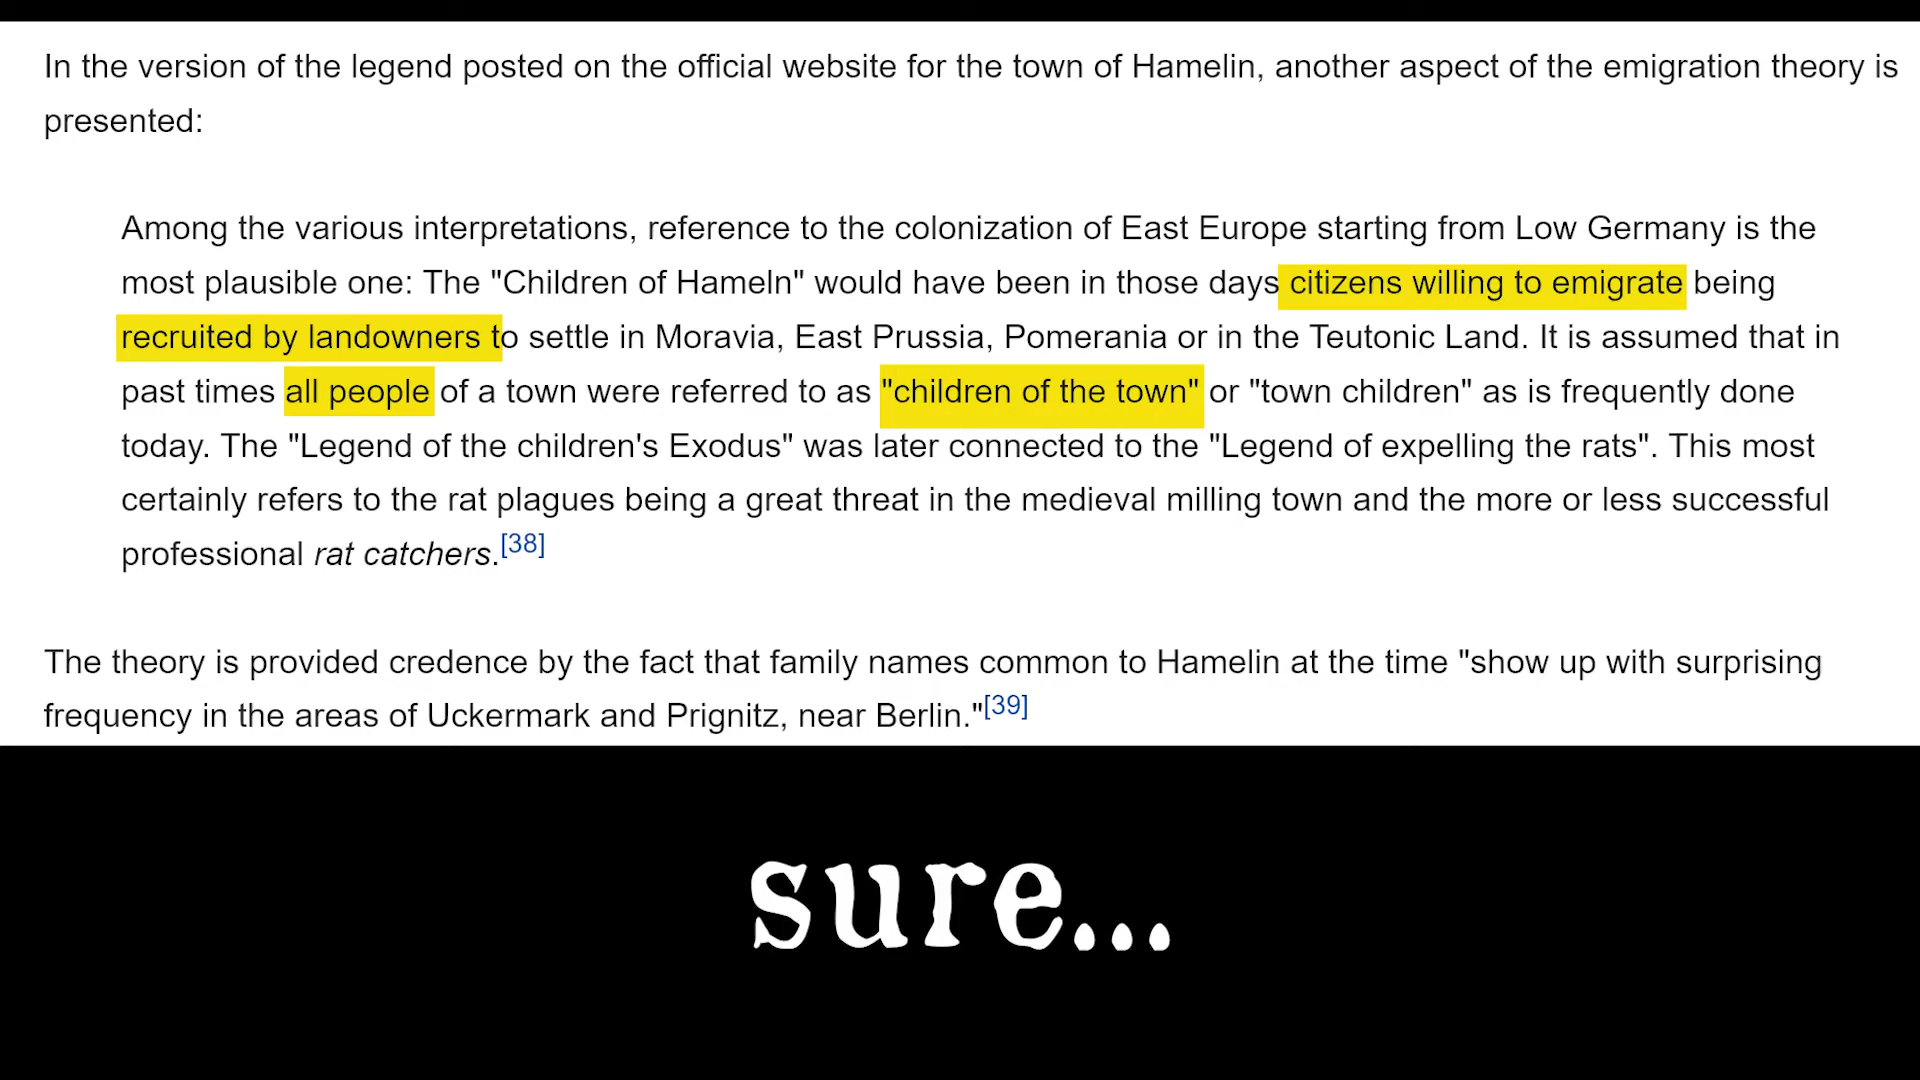 In the version of the legend posted on the official website for the town of Hamelin, another aspect of the emigration theory is
presented:
Among the various interpretations, reference to the colonization of East Europe starting from Low Germany is the
most plausible one: The "Children of Hameln" would have been in those days citizens willing to emigrate being
recruited by landowners to settle in Moravia, East Prussia, Pomerania or in the Teutonic Land. It is assumed that in
past times all people of a town were referred to as "children of the town" or "town children" as is frequently done
today. The "Legend of the children's Exodus" was later connected to the "Legend of expelling the rats". This most
certainly refers to the rat plagues being a great threat in the medieval milling town and the more or less successful
professional rat catchers.[38]
The theory is provided credence by the fact that family names common to Hamelin at the time "show up with surprising
frequency in the areas of Uckermark and Prignitz, near Berlin."[39]
sure...